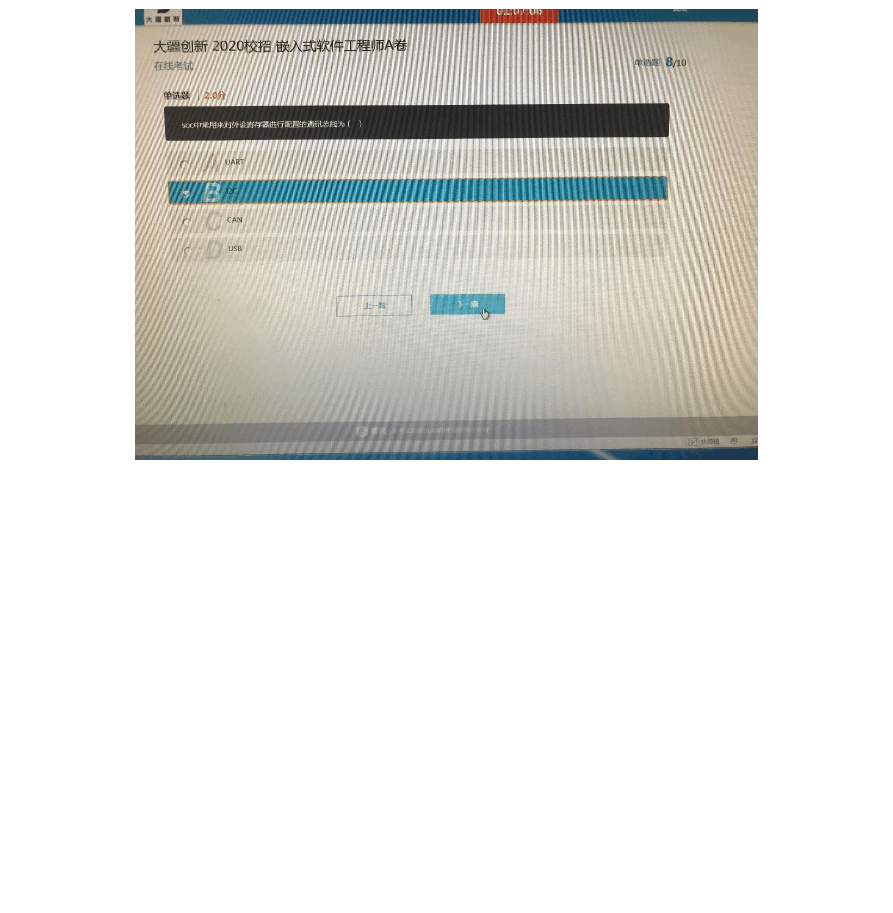 大疆创新
大疆创新 2020校招 嵌入式软件工程师A卷
在线考试
单选题 8/10
单选题 2.0分
soc中常用来对外设寄存器进行配置的通讯总线为（ ）
A UART
B I2C
C CAN
D USB
上一题
下一题